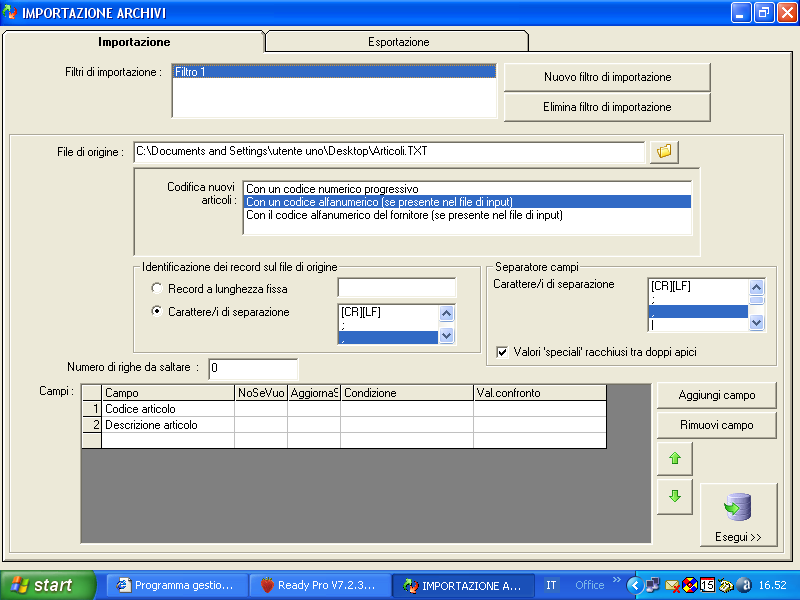 IMPORTAZIONE ARCHIVI
Importazione
Esportazione
Filtri di importazione :
Filtro 1
Nuovo filtro di importazione
Elimina filtro di importazione
File di origine :
C:\Documents and Settings\utente uno\Desktop\Articoli.TXT
Codifica nuovi
articoli :
Con un codice numerico progressivo
Con un codice alfanumerico (se presente nel file di input)
Con il codice alfanumerico del fornitore (se presente nel file di input)
Identificazione dei record sul file di origine
Record a lunghezza fissa
Carattere/i di separazione
[CR][LF]
;
,
Separatore campi
Carattere/i di separazione
[CR][LF]
;
,
|
Valori 'speciali' racchiusi tra doppi apici
Numero di righe da saltare :
0
Campi :
Campo NoSeVuo AggiornaS Condizione Val.confronto
1 Codice articolo
2 Descrizione articolo
Aggiungi campo
Rimuovi campo
Esegui >>
start
Programma gestio...
Ready Pro V7.2.3...
IMPORTAZIONE A...
IT
Office
»
15
16.52